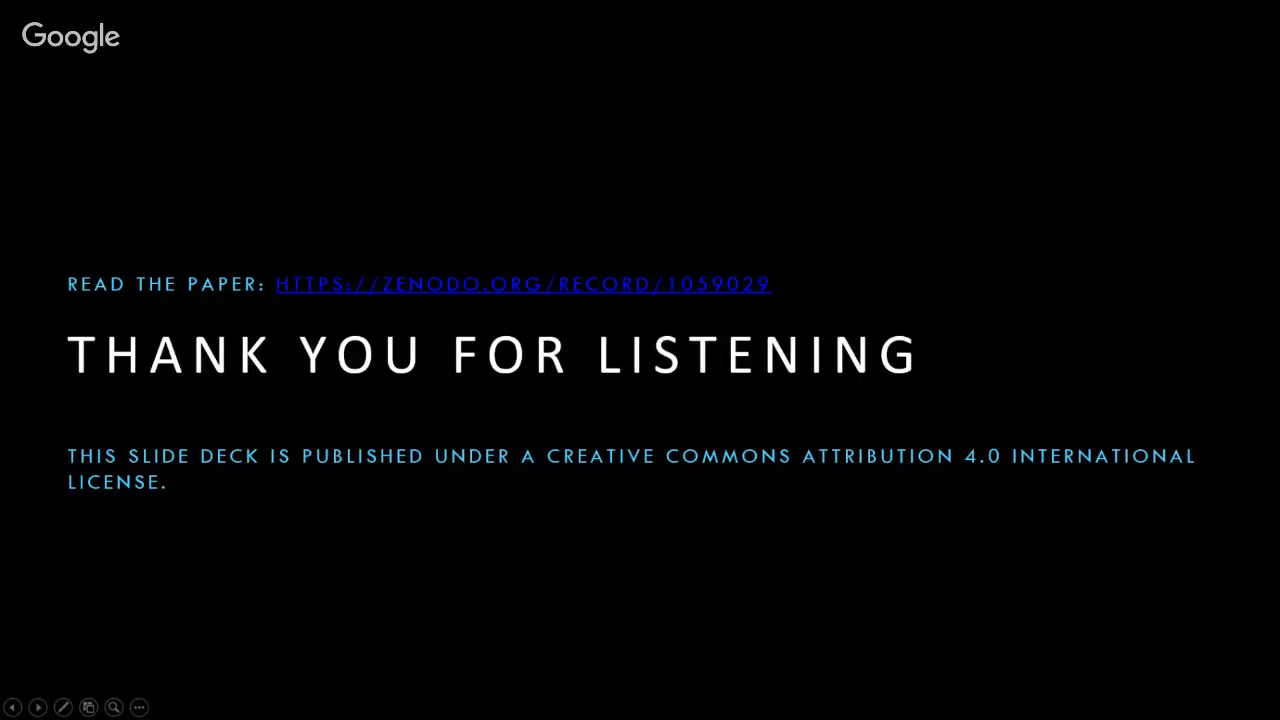 Google
READ THE PAPER: HTTPS://ZENODO.ORG/RECORD/1059029
THANK YOU FOR LISTENING
THIS SLIDE DECK IS PUBLISHED UNDER A CREATIVE COMMONS ATTRIBUTION 4.0 INTERNATIONAL
LICENSE.